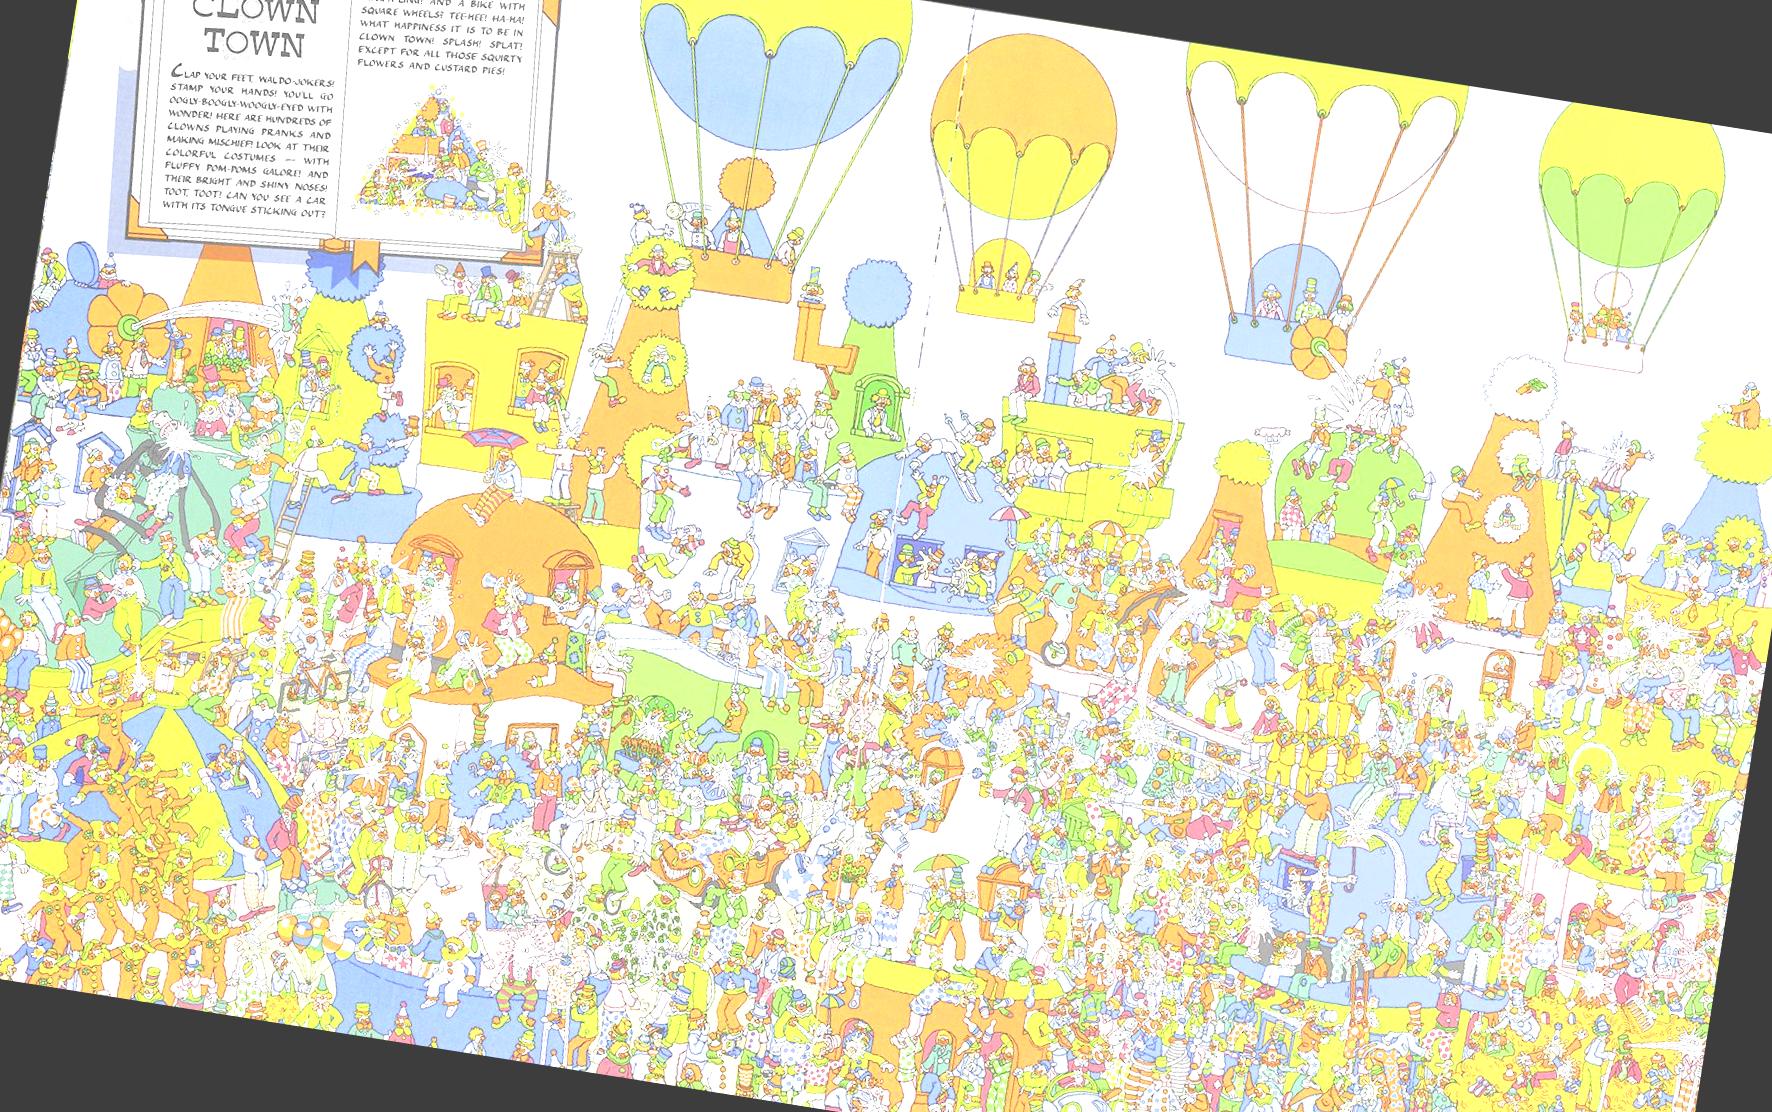 CLOWN
TOWN
CLAP YOUR FEET, WALDO-JOKERS!
STAMP YOUR HANDS! YOU'LL GO
OOGLY-BOOGLY-WOOGLY-EYED WITH
WONDER! HERE ARE HUNDREDS OF
CLOWNS PLAYING PRANKS AND
MAKING MISCHIEF! LOOK AT THEIR
COLORFUL COSTUMES — WITH
FLUFFY POM-POMS GALORE! AND
THEIR BRIGHT AND SHINY NOSES!
TOOT, TOOT! CAN YOU SEE A CAR
WITH ITS TONGUE STICKING OUT?
AND A BIKE WITH
SQUARE WHEELS? TEE-HEE! HA-HA!
WHAT HAPPINESS IT IS TO BE IN
CLOWN TOWN! SPLASH! SPLAT!
EXCEPT FOR ALL THOSE SQUIRTY
FLOWERS AND CUSTARD PIES!